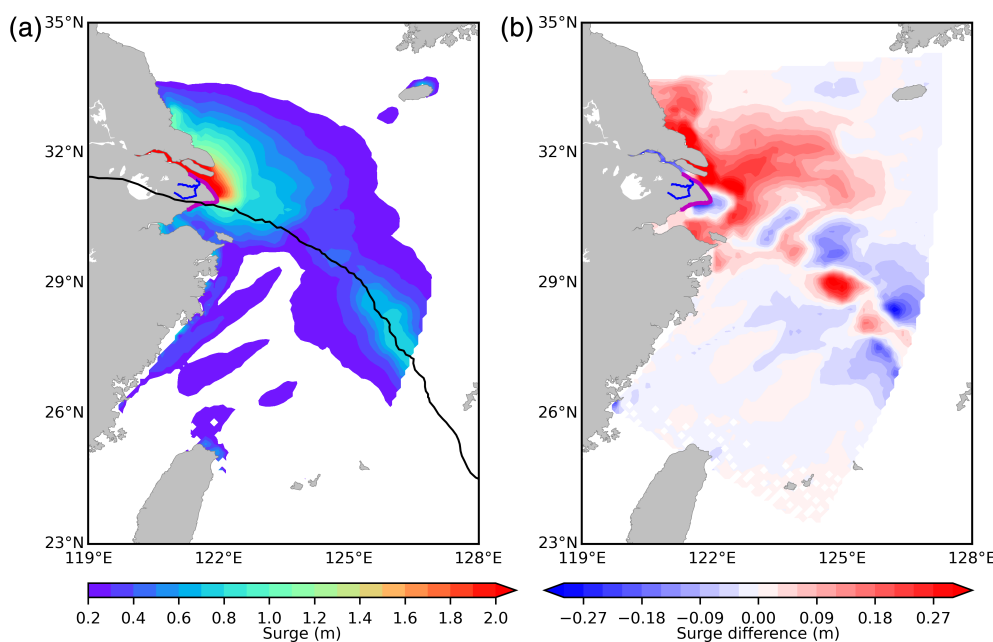 (a)
35°N
32°N
29°N
26°N
23°N
119°E 122°E 125°E 128°E
0.2 0.4 0.6 0.8 1.0 1.2 1.4 1.6 1.8 2.0
Surge (m)
(b)
35°N
32°N
29°N
26°N
23°N
119°E 122°E 125°E 128°E
−0.27 −0.18 −0.09 0.00 0.09 0.18 0.27
Surge difference (m)